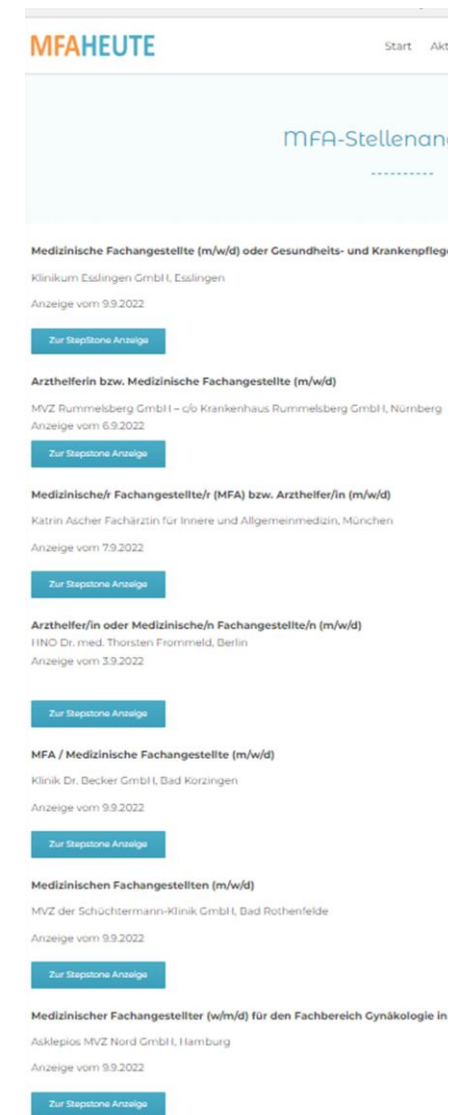 MFAHEUTE
Start Akt
MFA-Stellenan
Medizinische Fachangestellte (m/w/d) oder Gesundheits- und Krankenpfleg
Klinikum Esslingen GmbH, Esslingen
Anzeige vom 9.9.2022
Zur StepStone Anzeige
Arzthelferin bzw. Medizinische Fachangestellte (m/w/d)
MVZ Rummelsberg GmbH – c/o Krankenhaus Rummelsberg GmbH, Nürnberg
Anzeige vom 6.9.2022
Zur Stepstone Anzeige
Medizinische/r Fachangestellte/r (MFA) bzw. Arzthelfer/in (m/w/d)
Katrin Ascher Fachärztin für Innere und Allgemeinmedizin, München
Anzeige vom 7.9.2022
Zur Stepstone Anzeige
Arzthelfer/in oder Medizinische/n Fachangestellte/n (m/w/d)
HNO Dr. med. Thorsten Frommeld, Berlin
Anzeige vom 3.9.2022
Zur Stepstone Anzeige
MFA / Medizinische Fachangestellte (m/w/d)
Klinik Dr. Becker GmbH, Bad Korzingen
Anzeige vom 9.9.2022
Zur Stepstone Anzeige
Medizinischen Fachangestellten (m/w/d)
MVZ der Schüchtermann-Klinik GmbH, Bad Rothenfelde
Anzeige vom 9.9.2022
Zur Stepstone Anzeige
Medizinischer Fachangestellter (w/m/d) für den Fachbereich Gynäkologie in
Asklepios MVZ Nord GmbH, Hamburg
Anzeige vom 9.9.2022
Zur Stepstone Anzeige